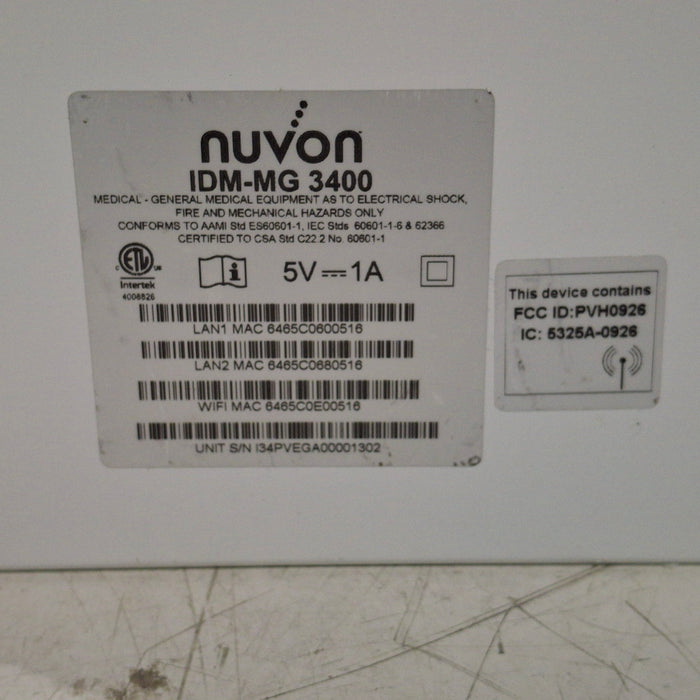 nuvon
IDM-MG 3400
MEDICAL - GENERAL MEDICAL EQUIPMENT AS TO ELECTRICAL SHOCK,
FIRE AND MECHANICAL HAZARDS ONLY
CONFORMS TO AAMI Std ES60601-1, IEC Stds 60601-1-6 & 62366
CERTIFIED TO CSA Std C22.2 No. 60601-1
C ETL US
Intertek
4006826
i
5V 1A
LAN1 MAC 6465C0600516
LAN2 MAC 6465C0680516
WIFI MAC 6465C0E00516
UNIT S/N I34PVEGA00001302
This device contains
FCC ID:PVH0926
IC: 5325A-0926